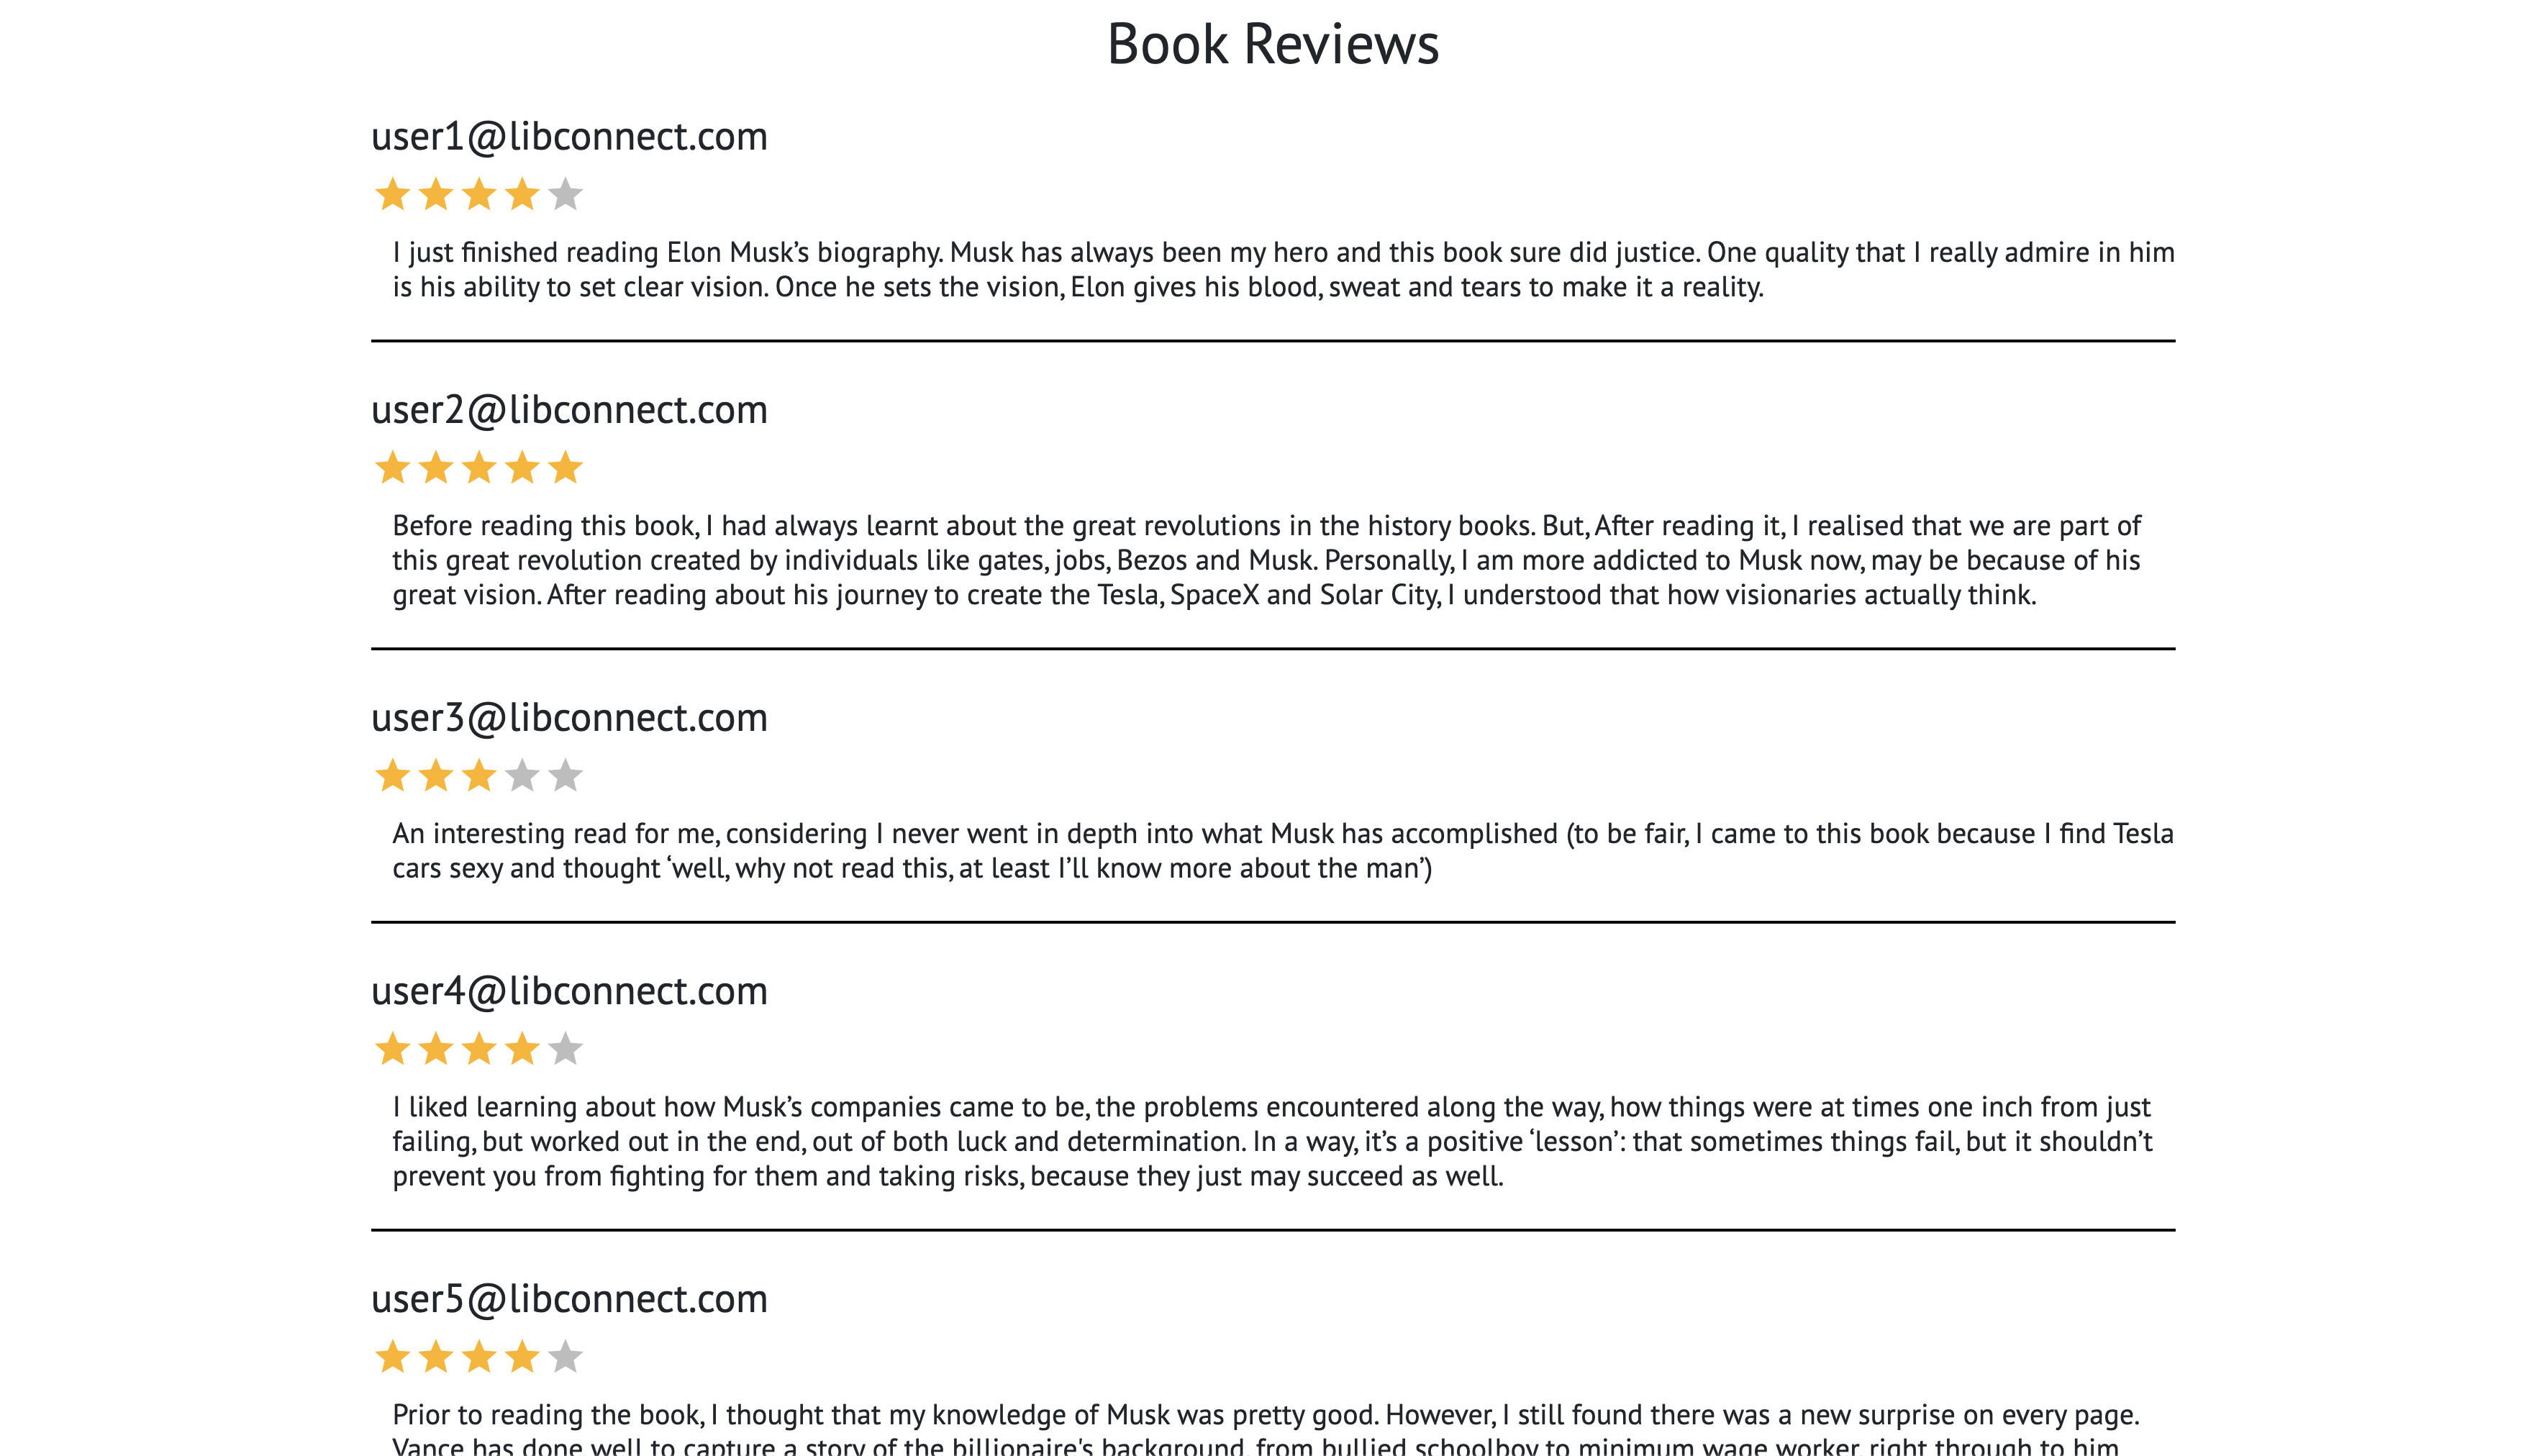 Book Reviews
user1@libconnect.com
I just finished reading Elon Musk’s biography. Musk has always been my hero and this book sure did justice. One quality that I really admire in him
is his ability to set clear vision. Once he sets the vision, Elon gives his blood, sweat and tears to make it a reality.
user2@libconnect.com
Before reading this book, I had always learnt about the great revolutions in the history books. But, After reading it, I realised that we are part of
this great revolution created by individuals like gates, jobs, Bezos and Musk. Personally, I am more addicted to Musk now, may be because of his
great vision. After reading about his journey to create the Tesla, SpaceX and Solar City, I understood that how visionaries actually think.
user3@libconnect.com
An interesting read for me, considering I never went in depth into what Musk has accomplished (to be fair, I came to this book because I find Tesla
cars sexy and thought ‘well, why not read this, at least I’ll know more about the man’)
user4@libconnect.com
I liked learning about how Musk’s companies came to be, the problems encountered along the way, how things were at times one inch from just
failing, but worked out in the end, out of both luck and determination. In a way, it’s a positive ‘lesson’: that sometimes things fail, but it shouldn’t
prevent you from fighting for them and taking risks, because they just may succeed as well.
user5@libconnect.com
Prior to reading the book, I thought that my knowledge of Musk was pretty good. However, I still found there was a new surprise on every page.
Vance has done well to capture a story of the billionaire's background, from bullied schoolboy to minimum wage worker, right through to him